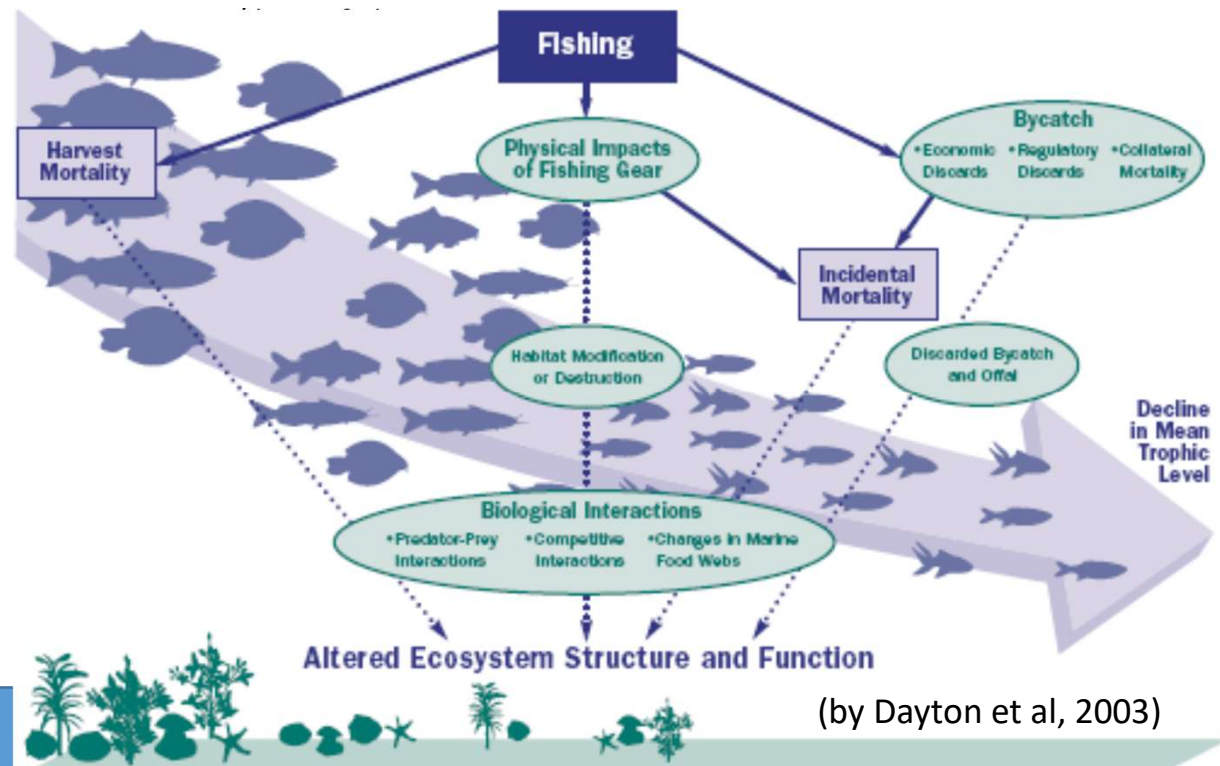 Fishing
Harvest
Mortality
Physical Impacts
of Fishing Gear
Bycatch
•Economic
Discards
•Regulatory
Discards
•Collateral
Mortality
Incidental
Mortality
Habitat Modification
or Destruction
Discarded Bycatch
and Offal
Decline
in Mean
Trophic
Level
Biological Interactions
•Predator-Prey
Interactions
•Competitive
Interactions
•Changes in Marine
Food Webs
Altered Ecosystem Structure and Function
(by Dayton et al, 2003)